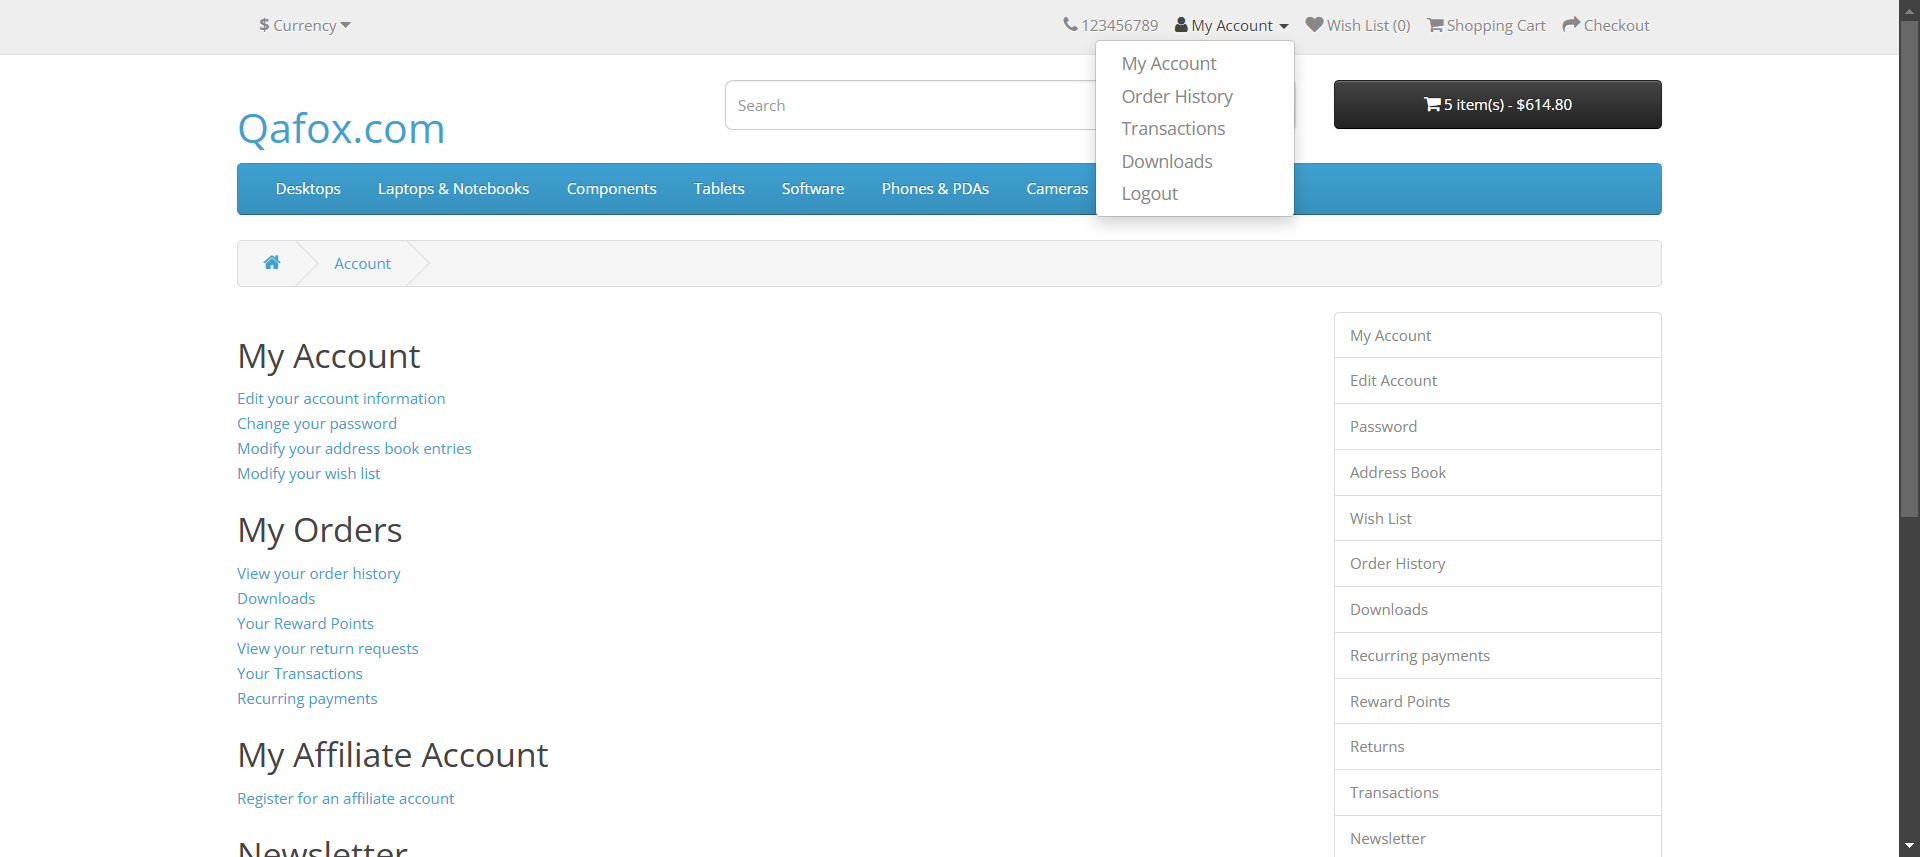 $ Currency
123456789 My Account Wish List (0) Shopping Cart Checkout
My Account
Order History
Transactions
Downloads
Logout
Qafox.com
Search
5 item(s) - $614.80
Desktops Laptops & Notebooks Components Tablets Software Phones & PDAs Cameras
Account
My Account
Edit your account information
Change your password
Modify your address book entries
Modify your wish list
My Orders
View your order history
Downloads
Your Reward Points
View your return requests
Your Transactions
Recurring payments
My Affiliate Account
Register for an affiliate account
Newsletter
My Account
Edit Account
Password
Address Book
Wish List
Order History
Downloads
Recurring payments
Reward Points
Returns
Transactions
Newsletter